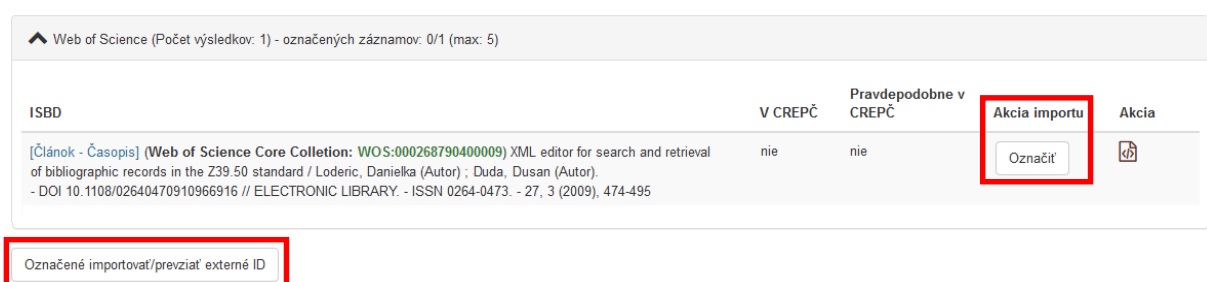 Web of Science (Počet výsledkov: 1) - označených záznamov: 0/1 (max: 5)
ISBD V CREPČ Pravdepodobne v CREPČ Akcia importu Akcia
[Článok - Časopis] (Web of Science Core Colletion: WOS:000268790400009) XML editor for search and retrieval
of bibliographic records in the Z39.50 standard / Loderic, Danielka (Autor) ; Duda, Dusan (Autor).
- DOI 10.1108/02640470910966916 // ELECTRONIC LIBRARY. - ISSN 0264-0473. - 27, 3 (2009), 474-495
nie nie Označiť
Označené importovať/prevziať externé ID